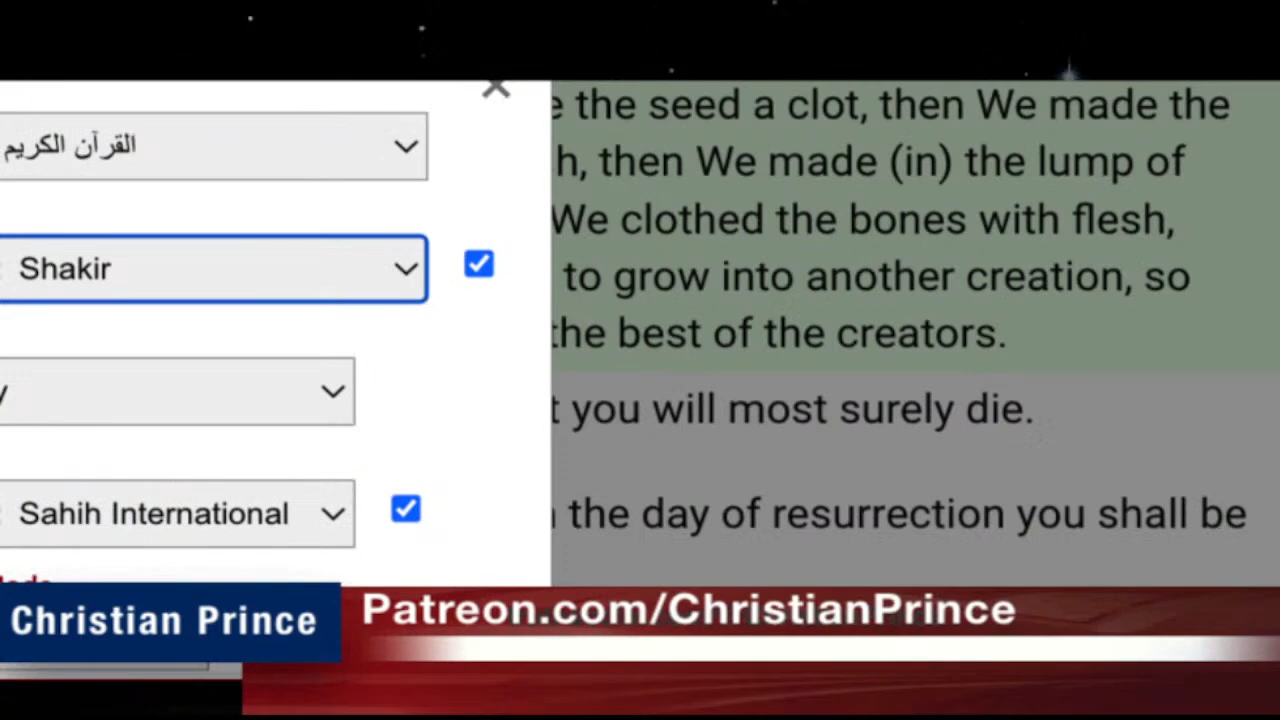 القرآن الكريم
Shakir
Sahih International
the seed a clot, then We made the
then We made (in) the lump of
We clothed the bones with flesh,
to grow into another creation, so
the best of the creators.
you will most surely die.
the day of resurrection you shall be
Christian Prince
Patreon.com/ChristianPrince